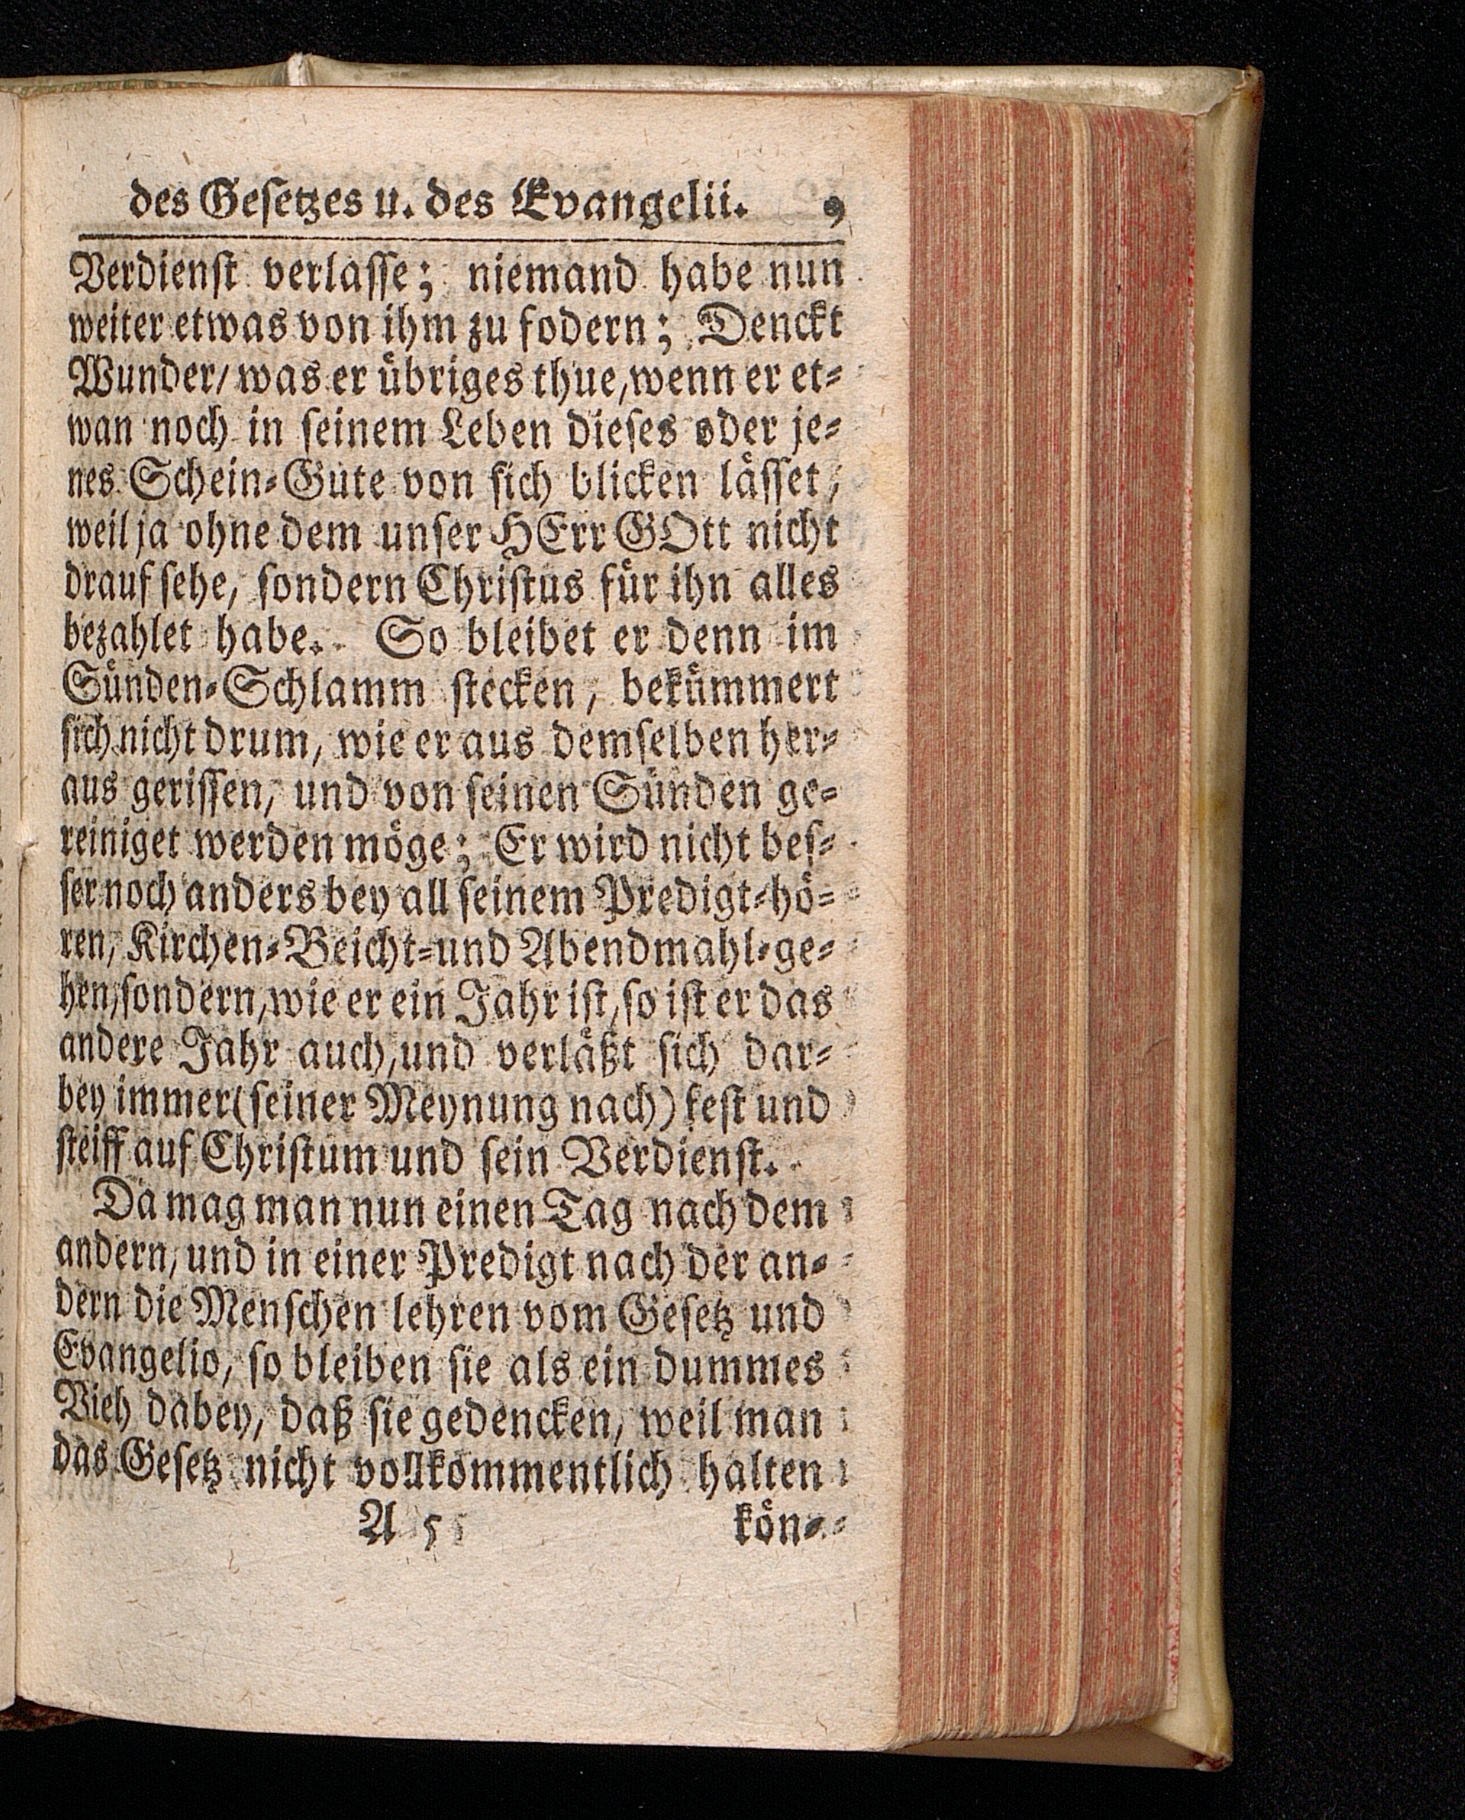 des Gesetzes u. des Evangelii. 9
Verdienst verlasse; niemand habe nun
weiter etwas von ihm zu fodern; Denckt
Wunder/ was er übriges thue, wenn er et-
wan noch in seinem Leben dieses oder je-
nes Schein-Gute von sich blicken lässet,
weil ja ohne dem unser HErr GOtt nicht
drauf sehe, sondern Christus für ihn alles
bezahlet habe. So bleibet er denn im
Sünden-Schlamm stecken, bekümmert
sich nicht drum, wie er aus demselben her-
aus gerissen, und von seinen Sünden ge-
reiniget werden möge; Er wird nicht bes-
ser noch anders bey all seinem Predigt-hö-
ren, Kirchen-Beicht-und Abendmahl-ge-
hen, sondern, wie er ein Jahr ist, so ist er das
andere Jahr auch, und verläßt sich dar-
bey immer (seiner Meynung nach) fest und
steiff auf Christum und sein Verdienst.
Da mag man nun einen Tag nach dem
andern, und in einer Predigt nach der an-
dern die Menschen lehren vom Gesetz und
Evangelio, so bleiben sie als ein dummes
Vieh dabey, daß sie gedencken, weil man
das Gesetz nicht vollkommentlich halten
A 5 kön-